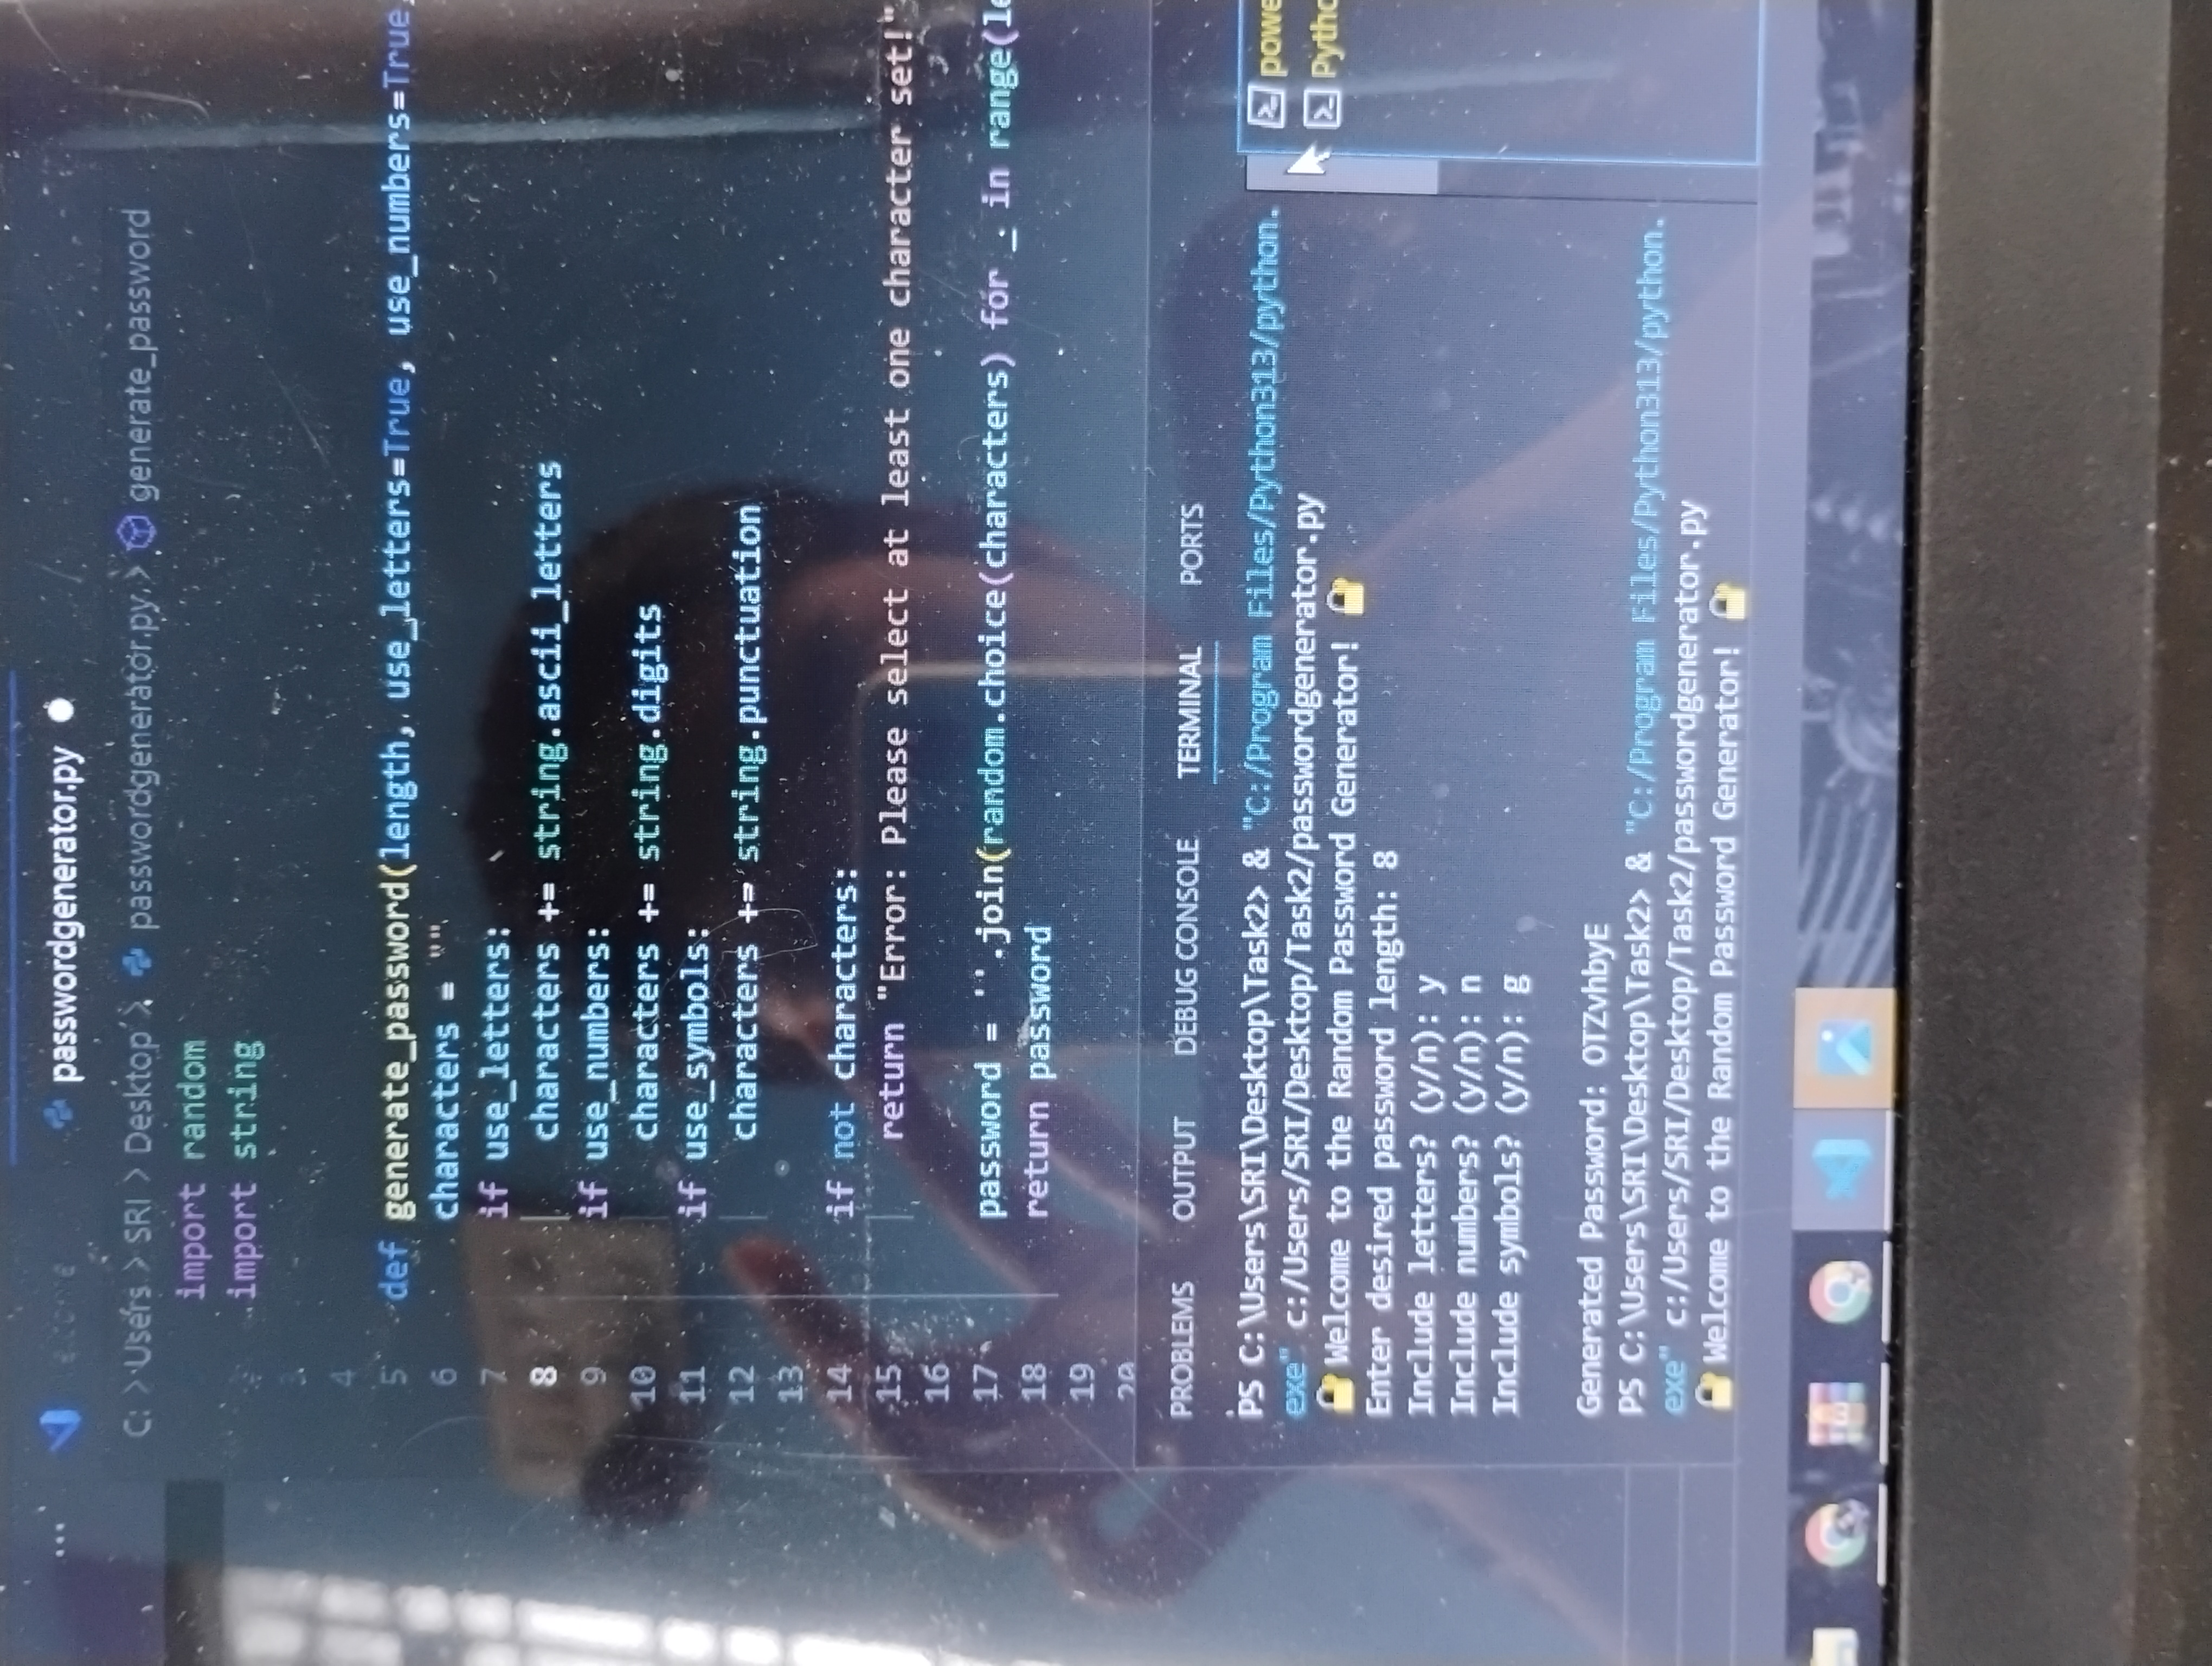 passwordgenerator.py
C: > Users > SRI > Desktop > passwordgenerator.py > generate_password
import random
import string
3
4
5 def generate_password(length, use_letters=True, use_numbers=True,
6 characters = ""
7 if use_letters:
8 characters += string.ascii_letters
9 if use_numbers:
10 characters += string.digits
11 if use_symbols:
12 characters += string.punctuation
13
14 if not characters:
15 return "Error: Please select at least one character set!"
16
17 password = ''.join(random.choice(characters) for _ in range(le
18 return password
19
20
PROBLEMS OUTPUT DEBUG CONSOLE TERMINAL PORTS
PS C:\Users\SRI\Desktop\Task2> & "C:/Program Files/Python313/python.
exe" c:/Users/SRI/Desktop/Task2/passwordgenerator.py
🔐 Welcome to the Random Password Generator! 🔐
Enter desired password length: 8
Include letters? (y/n): y
Include numbers? (y/n): n
Include symbols? (y/n): g
Generated Password: OTZvhbyE
PS C:\Users\SRI\Desktop\Task2> & "C:/Program Files/Python313/python.
exe" c:/Users/SRI/Desktop/Task2/passwordgenerator.py
🔐 Welcome to the Random Password Generator! 🔐
powe
Pytho